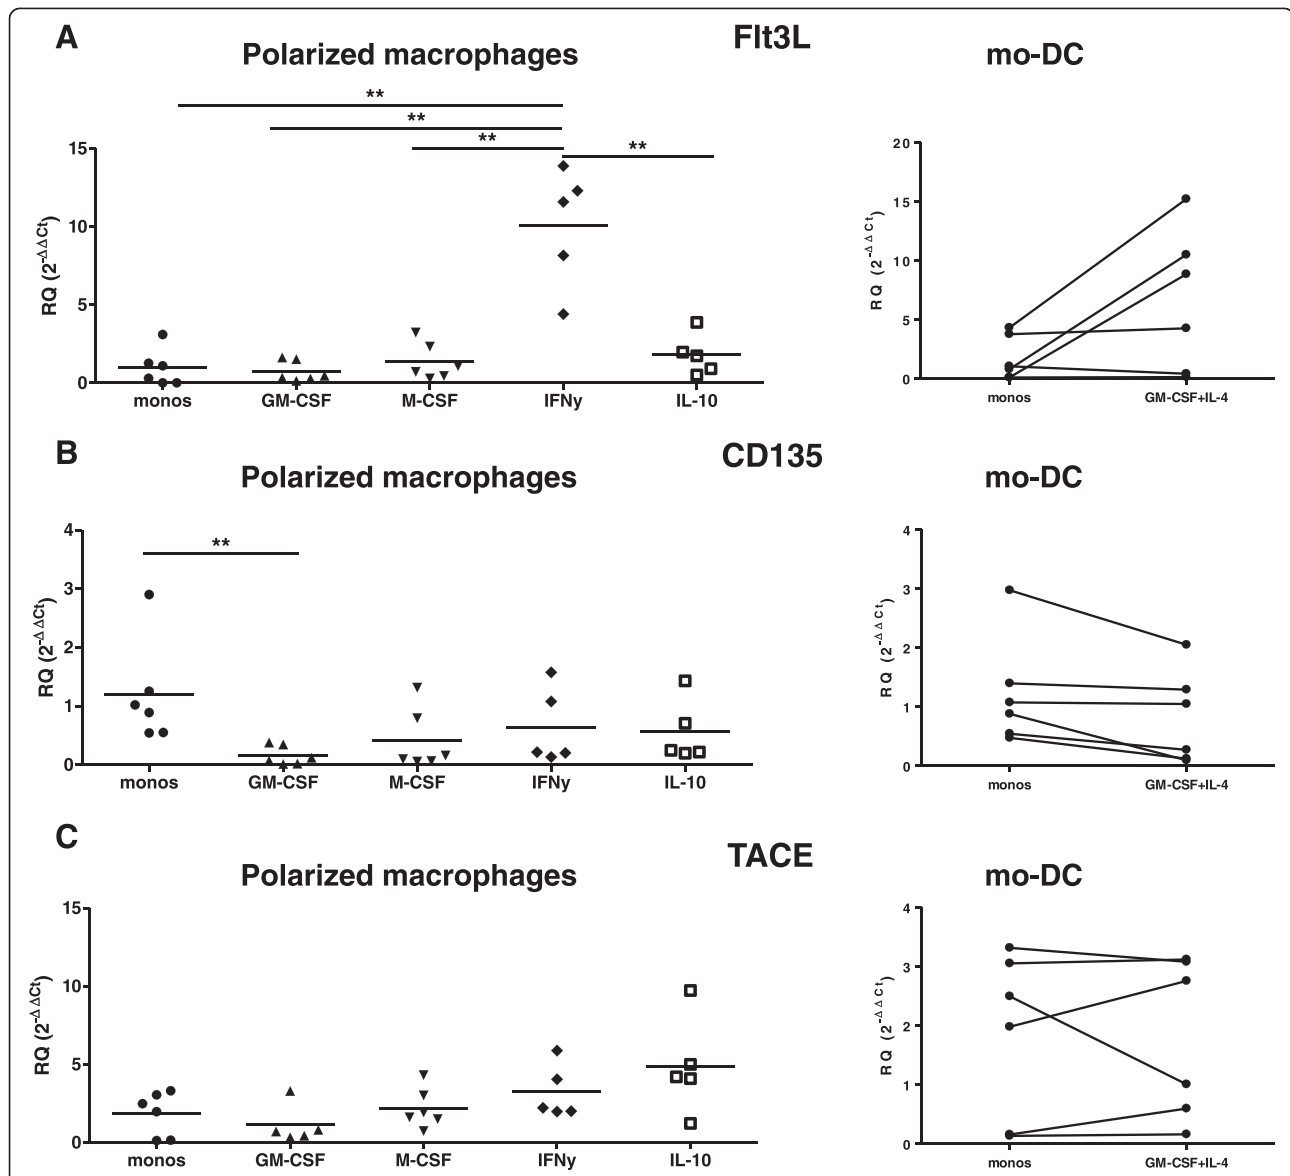 A
Flt3L
Polarized macrophages
mo-DC
**
**
**
**
RQ (2^-ΔΔCt)
15
10
5
0
monos GM-CSF M-CSF IFNy IL-10
RQ (2^-ΔΔCt)
20
15
10
5
0
monos GM-CSF+IL-4
B
CD135
Polarized macrophages
mo-DC
**
RQ (2^-ΔΔCt)
4
3
2
1
0
monos GM-CSF M-CSF IFNy IL-10
RQ (2^-ΔΔCt)
4
3
2
1
0
monos GM-CSF+IL-4
C
TACE
Polarized macrophages
mo-DC
RQ (2^-ΔΔCt)
15
10
5
0
monos GM-CSF M-CSF IFNy IL-10
RQ (2^-ΔΔCt)
4
3
2
1
0
monos GM-CSF+IL-4